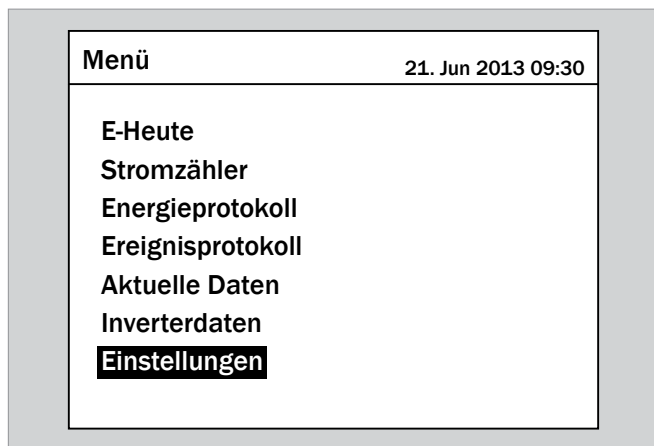 Menü
21. Jun 2013 09:30
E-Heute
Stromzähler
Energieprotokoll
Ereignisprotokoll
Aktuelle Daten
Inverterdaten
Einstellungen